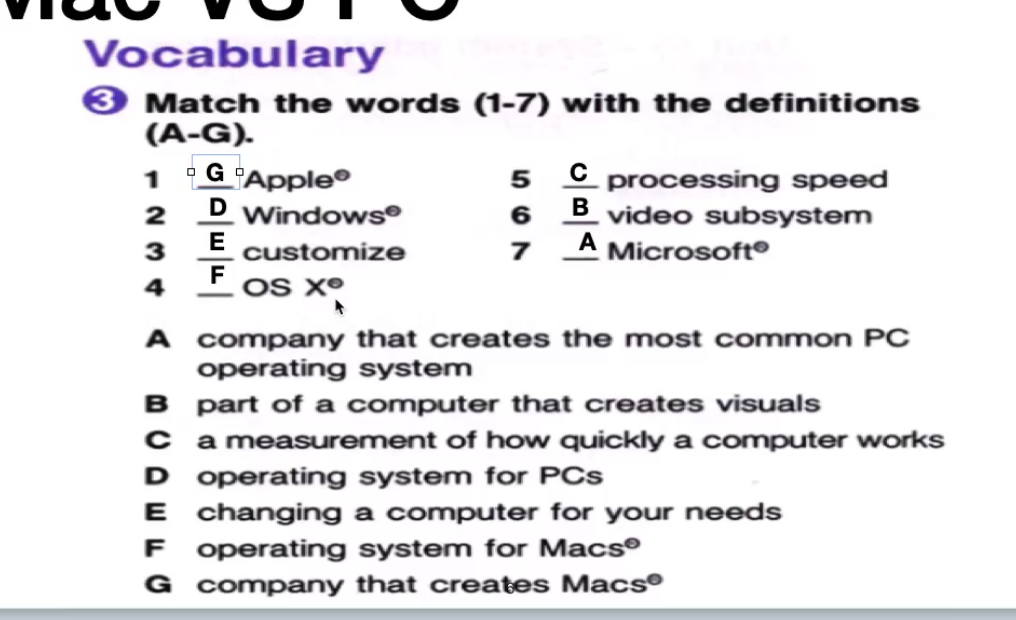 Mac VS PC
Vocabulary
3 Match the words (1-7) with the definitions
(A-G).
1 G Apple®
2 D Windows®
3 E customize
4 F OS X®
5 C processing speed
6 B video subsystem
7 A Microsoft®
A company that creates the most common PC
operating system
B part of a computer that creates visuals
C a measurement of how quickly a computer works
D operating system for PCs
E changing a computer for your needs
F operating system for Macs®
G company that creates Macs®